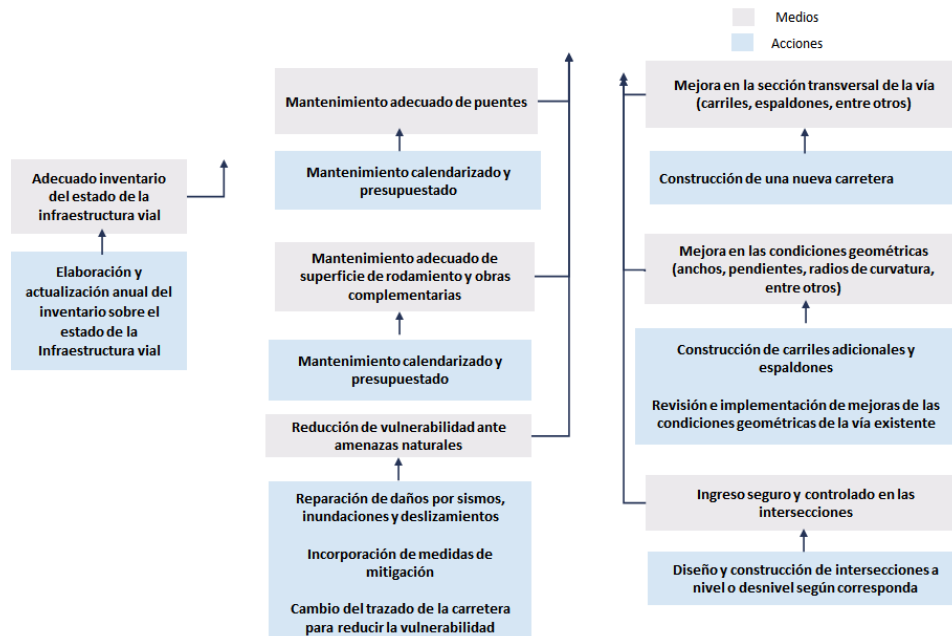 Medios
Acciones
Adecuado inventario
del estado de la
infraestructura vial
Elaboración y
actualización anual del
inventario sobre el
estado de la
Infraestructura vial
Mantenimiento adecuado de puentes
Mantenimiento calendarizado y
presupuestado
Mantenimiento adecuado de
superficie de rodamiento y obras
complementarias
Mantenimiento calendarizado y
presupuestado
Reducción de vulnerabilidad ante
amenazas naturales
Reparación de daños por sismos,
inundaciones y deslizamientos
Incorporación de medidas de
mitigación
Cambio del trazado de la carretera
para reducir la vulnerabilidad
Mejora en la sección transversal de la vía
(carriles, espaldones, entre otros)
Construcción de una nueva carretera
Mejora en las condiciones geométricas
(anchos, pendientes, radios de curvatura,
entre otros)
Construcción de carriles adicionales y
espaldones
Revisión e implementación de mejoras de las
condiciones geométricas de la vía existente
Ingreso seguro y controlado en las
intersecciones
Diseño y construcción de intersecciones a
nivel o desnivel según corresponda